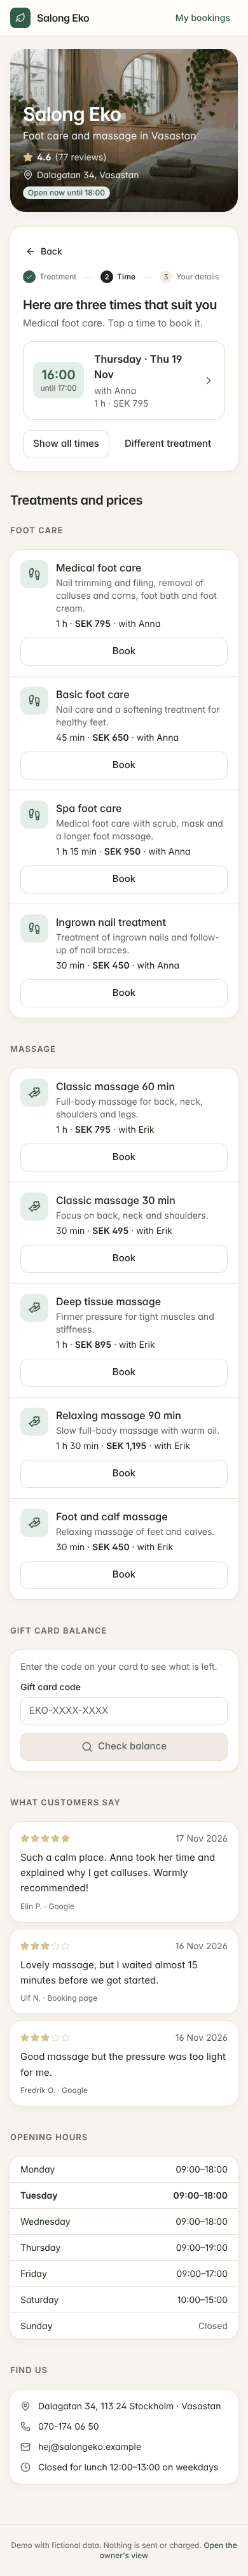 Salong Eko
My bookings
Salong Eko
Foot care and massage in Vasastan
4.6 (77 reviews)
Dalagatan 34, Vasastan
Open now until 18:00
Back
Treatment
2 Time
3 Your details
Here are three times that suit you
Medical foot care. Tap a time to book it.
16:00
until 17:00
Thursday · Thu 19
Nov
with Anna
1 h · SEK 795
Show all times
Different treatment
Treatments and prices
FOOT CARE
Medical foot care
Nail trimming and filing, removal of
calluses and corns, foot bath and foot
cream.
1 h · SEK 795 · with Anna
Book
Basic foot care
Nail care and a softening treatment for
healthy feet.
45 min · SEK 650 · with Anna
Book
Spa foot care
Medical foot care with scrub, mask and
a longer foot massage.
1 h 15 min · SEK 950 · with Anna
Book
Ingrown nail treatment
Treatment of ingrown nails and follow-
up of nail braces.
30 min · SEK 450 · with Anna
Book
MASSAGE
Classic massage 60 min
Full-body massage for back, neck,
shoulders and legs.
1 h · SEK 795 · with Erik
Book
Classic massage 30 min
Focus on back, neck and shoulders.
30 min · SEK 495 · with Erik
Book
Deep tissue massage
Firmer pressure for tight muscles and
stiffness.
1 h · SEK 895 · with Erik
Book
Relaxing massage 90 min
Slow full-body massage with warm oil.
1 h 30 min · SEK 1,195 · with Erik
Book
Foot and calf massage
Relaxing massage of feet and calves.
30 min · SEK 450 · with Erik
Book
GIFT CARD BALANCE
Enter the code on your card to see what is left.
Gift card code
EKO-XXXX-XXXX
Check balance
WHAT CUSTOMERS SAY
17 Nov 2026
Such a calm place. Anna took her time and
explained why I get calluses. Warmly
recommended!
Elin P. · Google
16 Nov 2026
Lovely massage, but I waited almost 15
minutes before we got started.
Ulf N. · Booking page
16 Nov 2026
Good massage but the pressure was too light
for me.
Fredrik O. · Google
OPENING HOURS
Monday 09:00–18:00
Tuesday 09:00–18:00
Wednesday 09:00–18:00
Thursday 09:00–19:00
Friday 09:00–17:00
Saturday 10:00–15:00
Sunday Closed
FIND US
Dalagatan 34, 113 24 Stockholm · Vasastan
070-174 06 50
hej@salongeko.example
Closed for lunch 12:00–13:00 on weekdays
Demo with fictional data. Nothing is sent or charged. Open the
owner's view